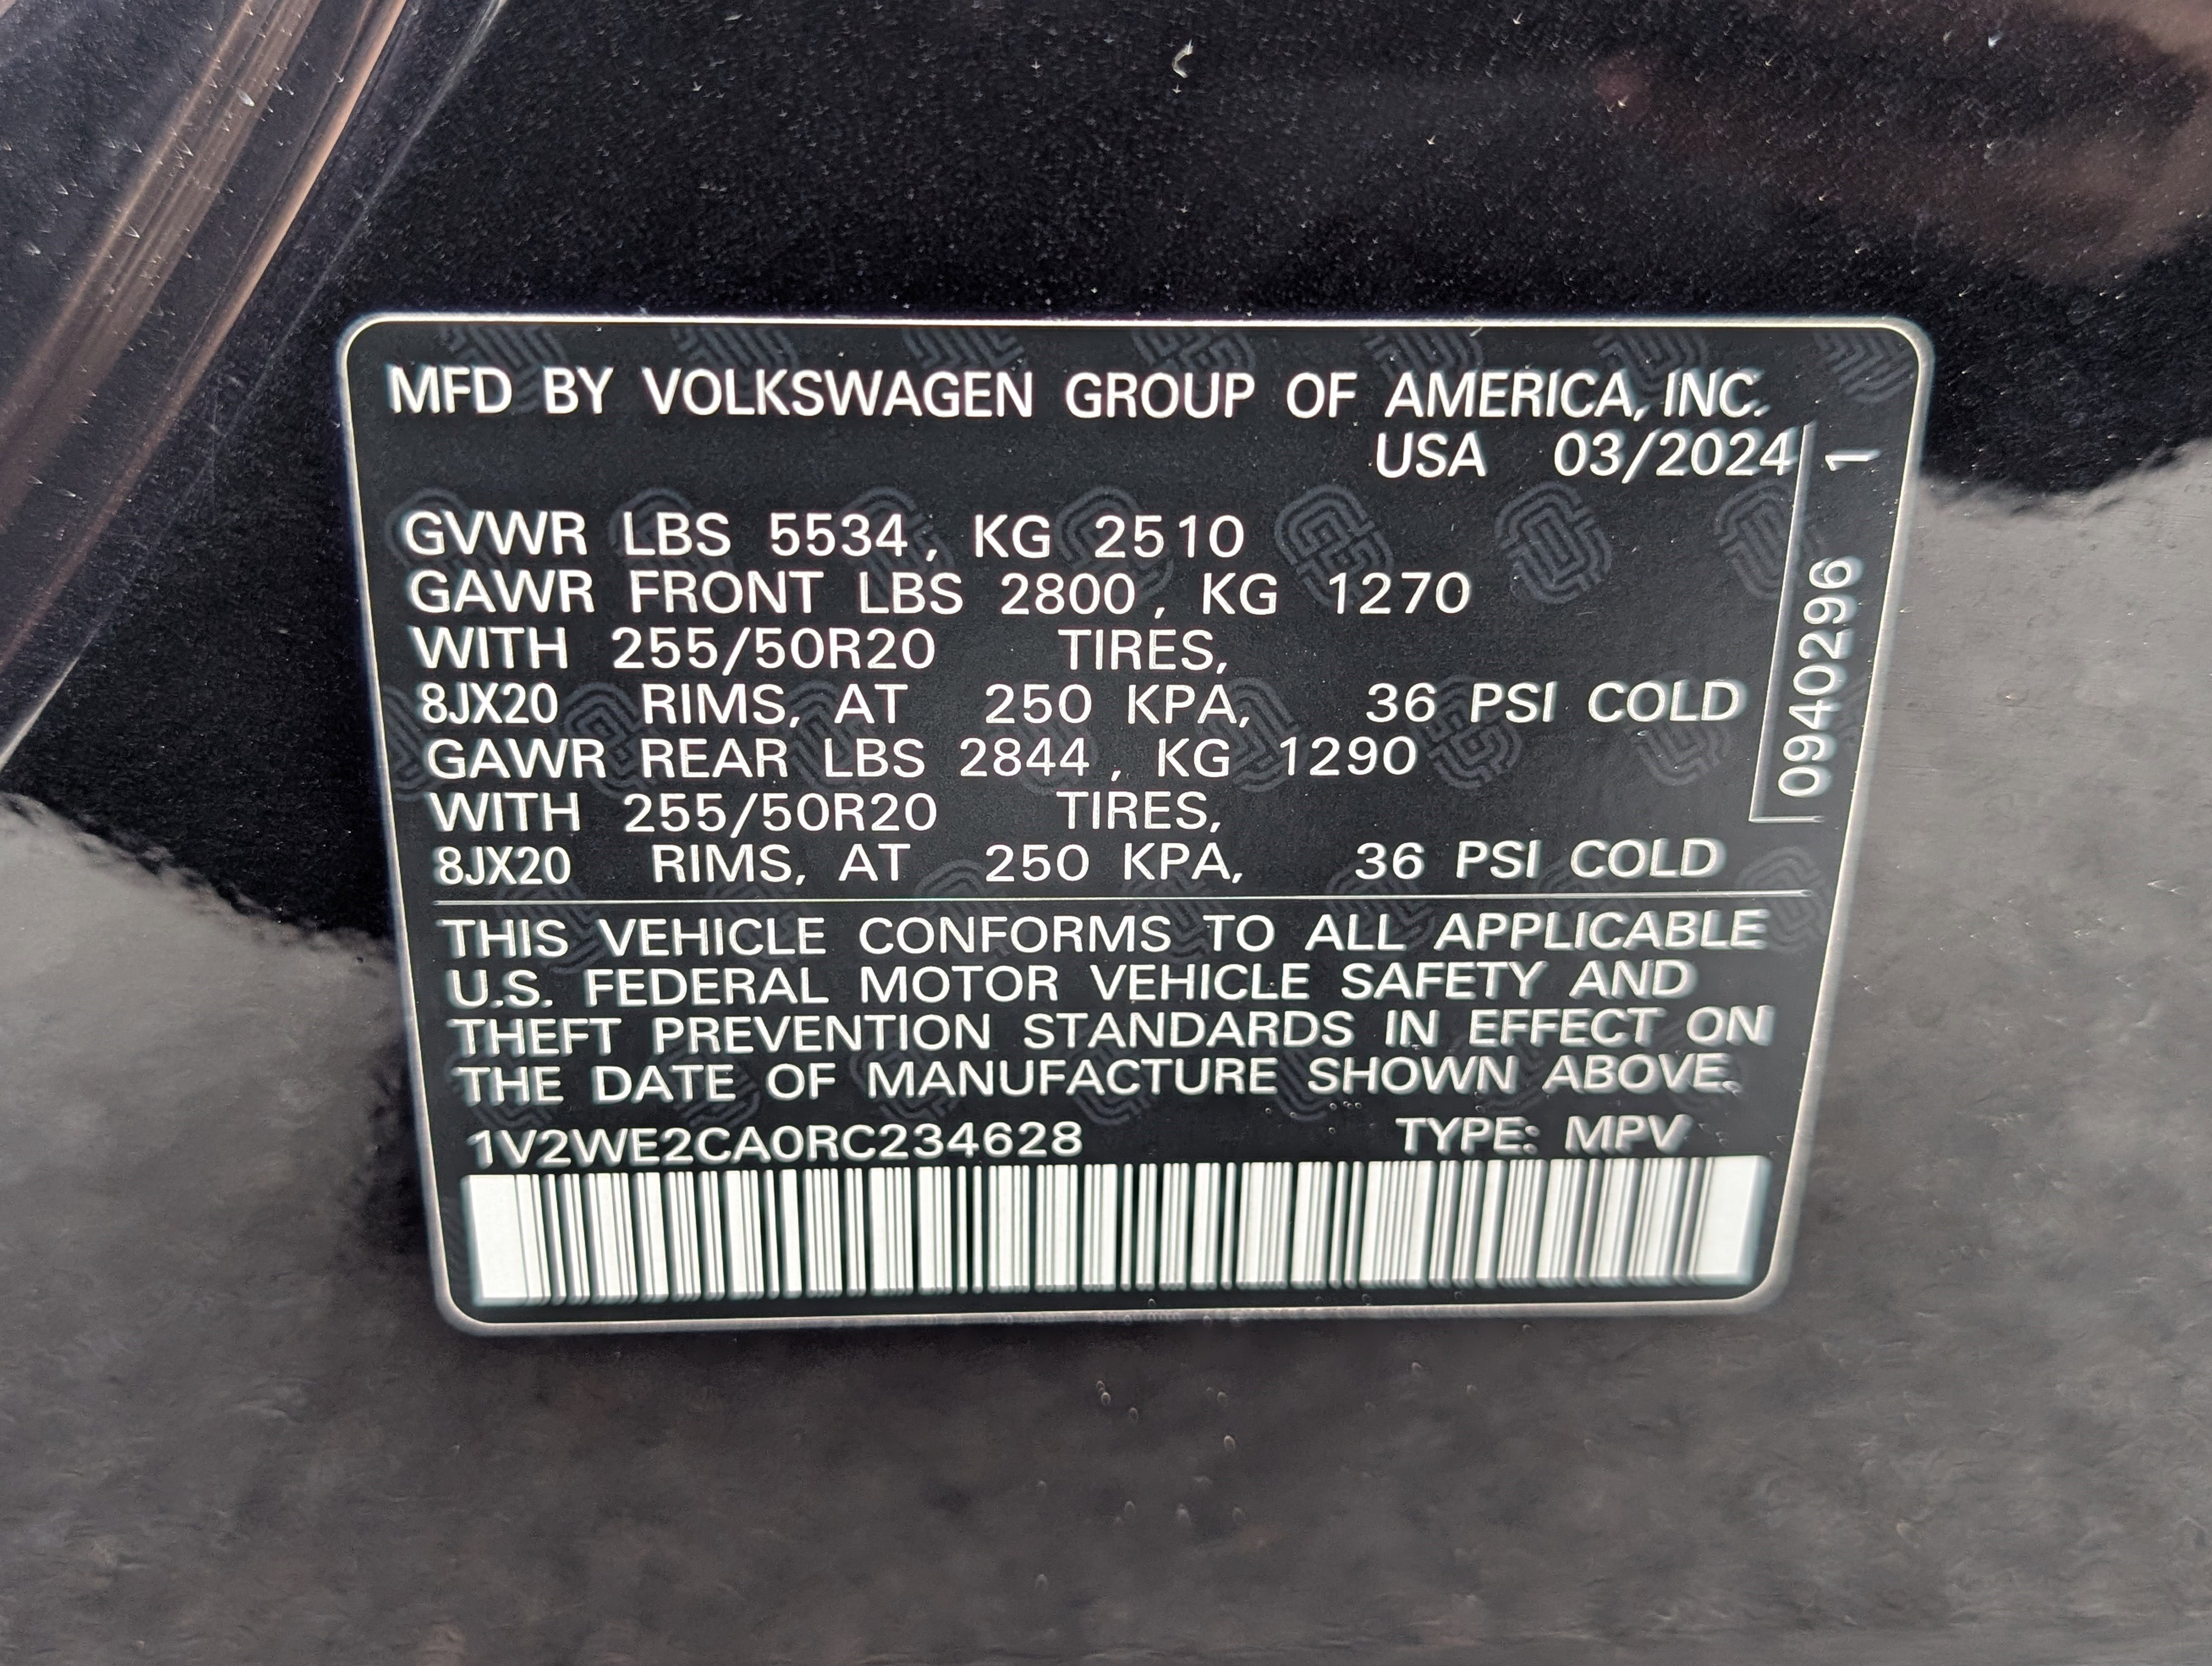 MFD BY VOLKSWAGEN GROUP OF AMERICA, INC.
USA 03/2024
GVWR LBS 5534, KG 2510
GAWR FRONT LBS 2800, KG 1270
WITH 255/50R20 TIRES,
8JX20 RIMS, AT 250 KPA, 36 PSI COLD
GAWR REAR LBS 2844, KG 1290
WITH 255/50R20 TIRES,
8JX20 RIMS, AT 250 KPA, 36 PSI COLD
THIS VEHICLE CONFORMS TO ALL APPLICABLE
U.S. FEDERAL MOTOR VEHICLE SAFETY AND
THEFT PREVENTION STANDARDS IN EFFECT ON
THE DATE OF MANUFACTURE SHOWN ABOVE.
1V2WE2CA0RC234628 TYPE: MPV
0940296 1